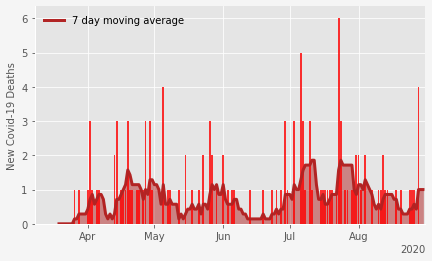 7 day moving average
New Covid-19 Deaths
6
5
4
3
2
1
0
Apr
May
Jun
Jul
Aug
2020